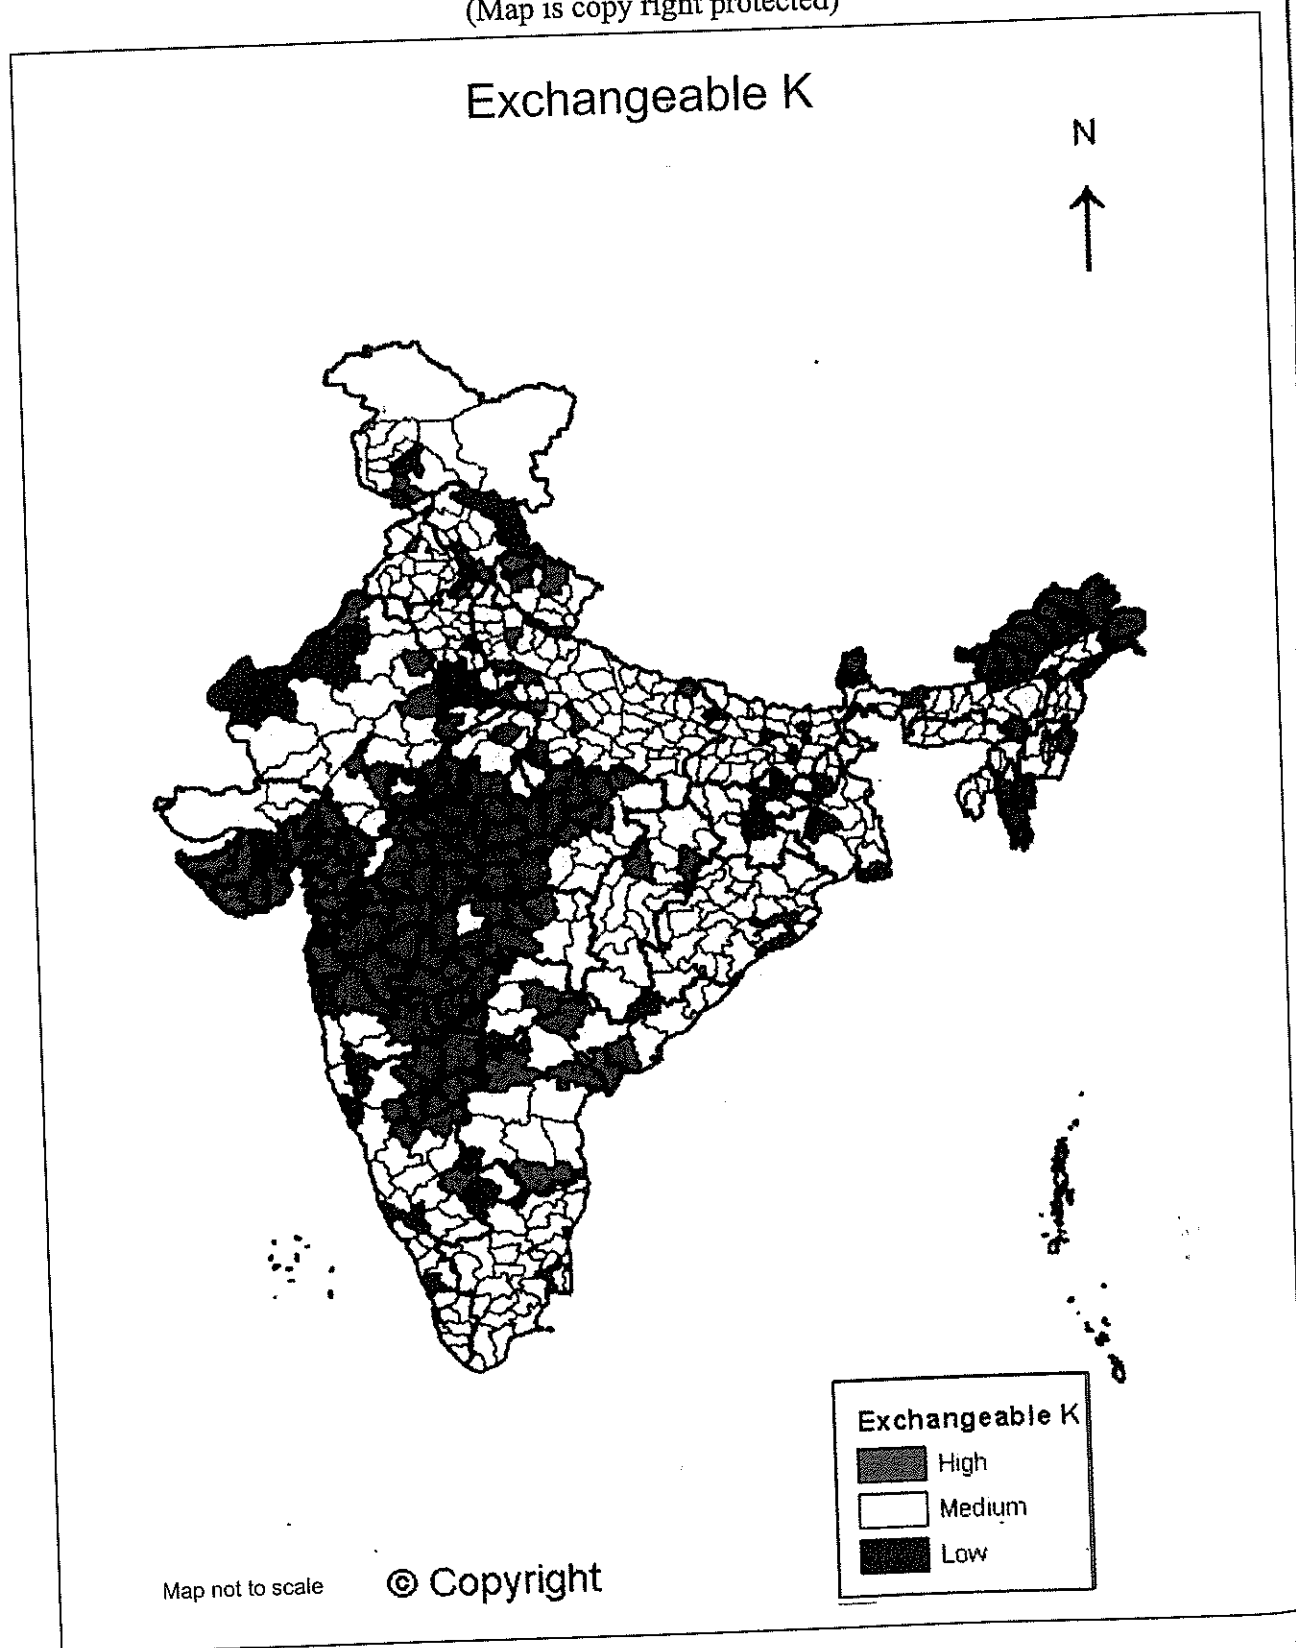 (Map is copy right protected)
Exchangeable K
N
Exchangeable K
High
Medium
Low
Map not to scale
© Copyright